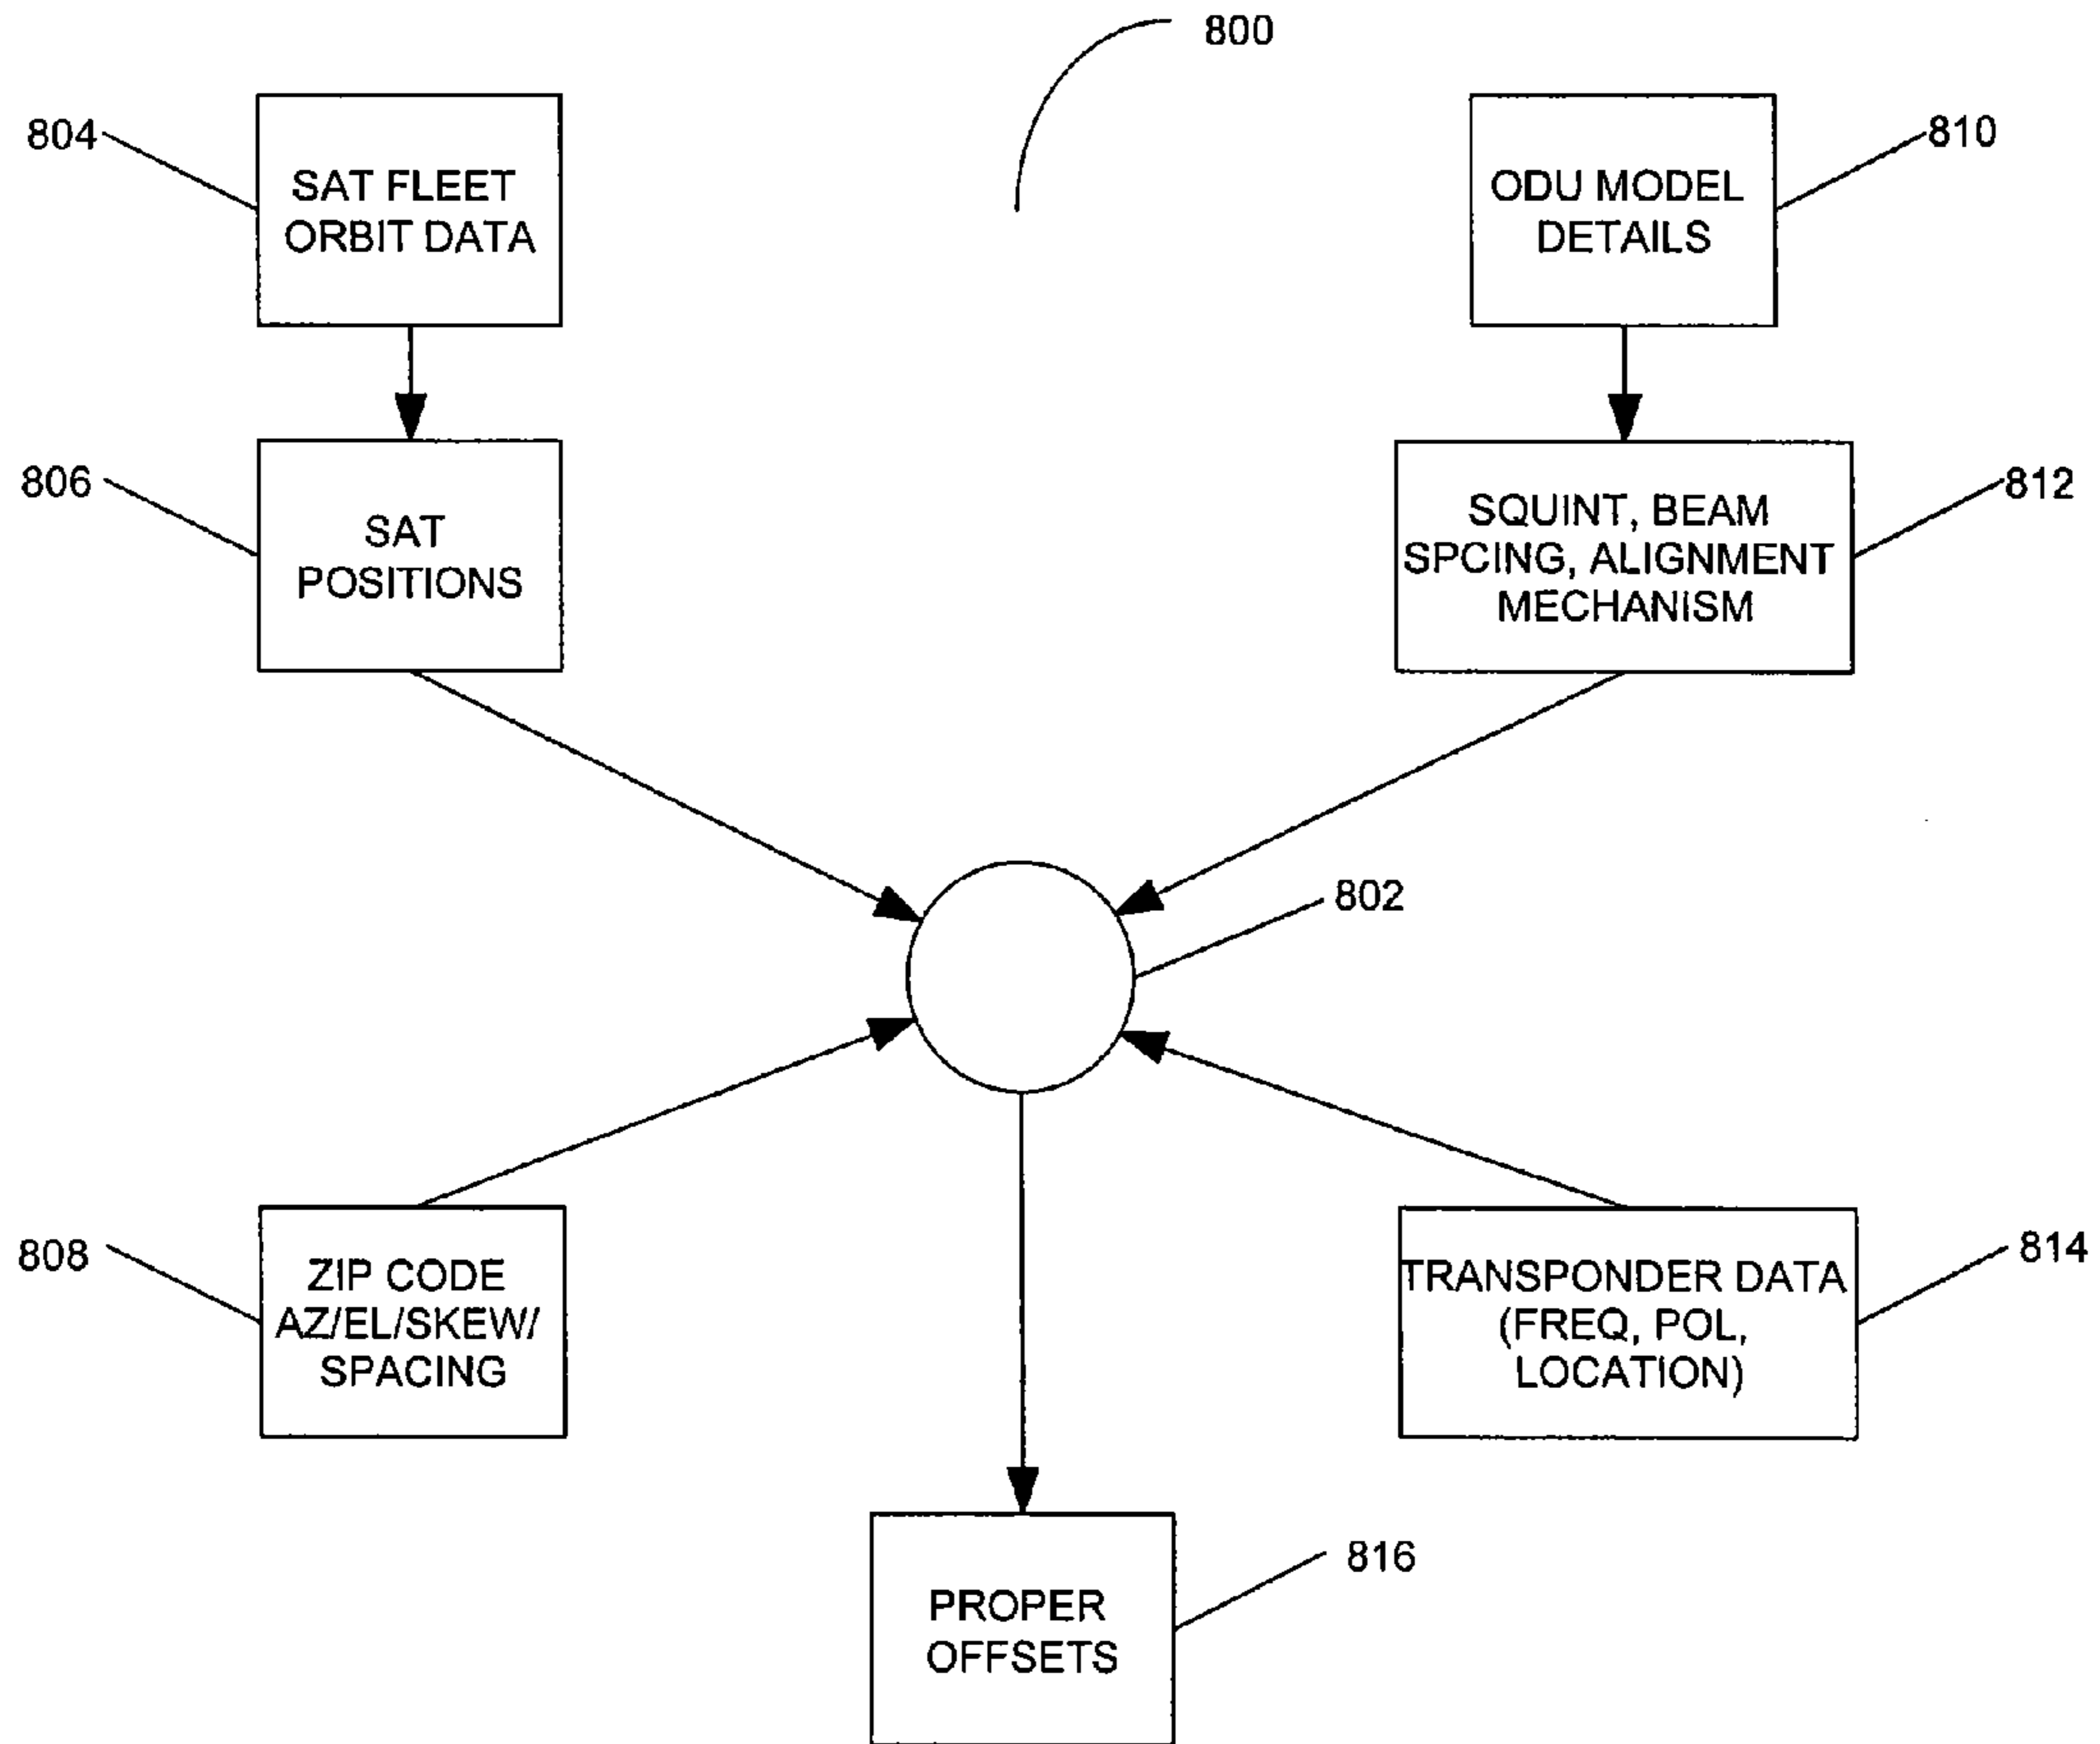 800
804
SAT FLEET
ORBIT DATA
810
ODU MODEL
DETAILS
806
SAT
POSITIONS
812
SQUINT, BEAM
SPCING, ALIGNMENT
MECHANISM
802
808
ZIP CODE
AZ/EL/SKEW/
SPACING
814
TRANSPONDER DATA
(FREQ, POL,
LOCATION)
816
PROPER
OFFSETS